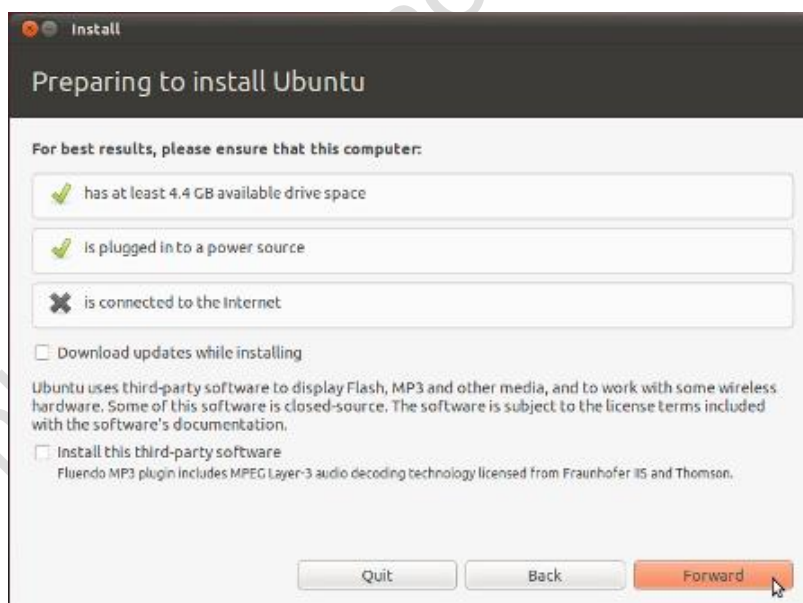 Install
Preparing to install Ubuntu
For best results, please ensure that this computer:
has at least 4.4 GB available drive space
is plugged in to a power source
is connected to the Internet
Download updates while installing
Ubuntu uses third-party software to display Flash, MP3 and other media, and to work with some wireless
hardware. Some of this software is closed-source. The software is subject to the license terms included
with the software's documentation.
Install this third-party software
Fluendo MP3 plugin includes MPEG Layer-3 audio decoding technology licensed from Fraunhofer IIS and Thomson.
Quit
Back
Forward